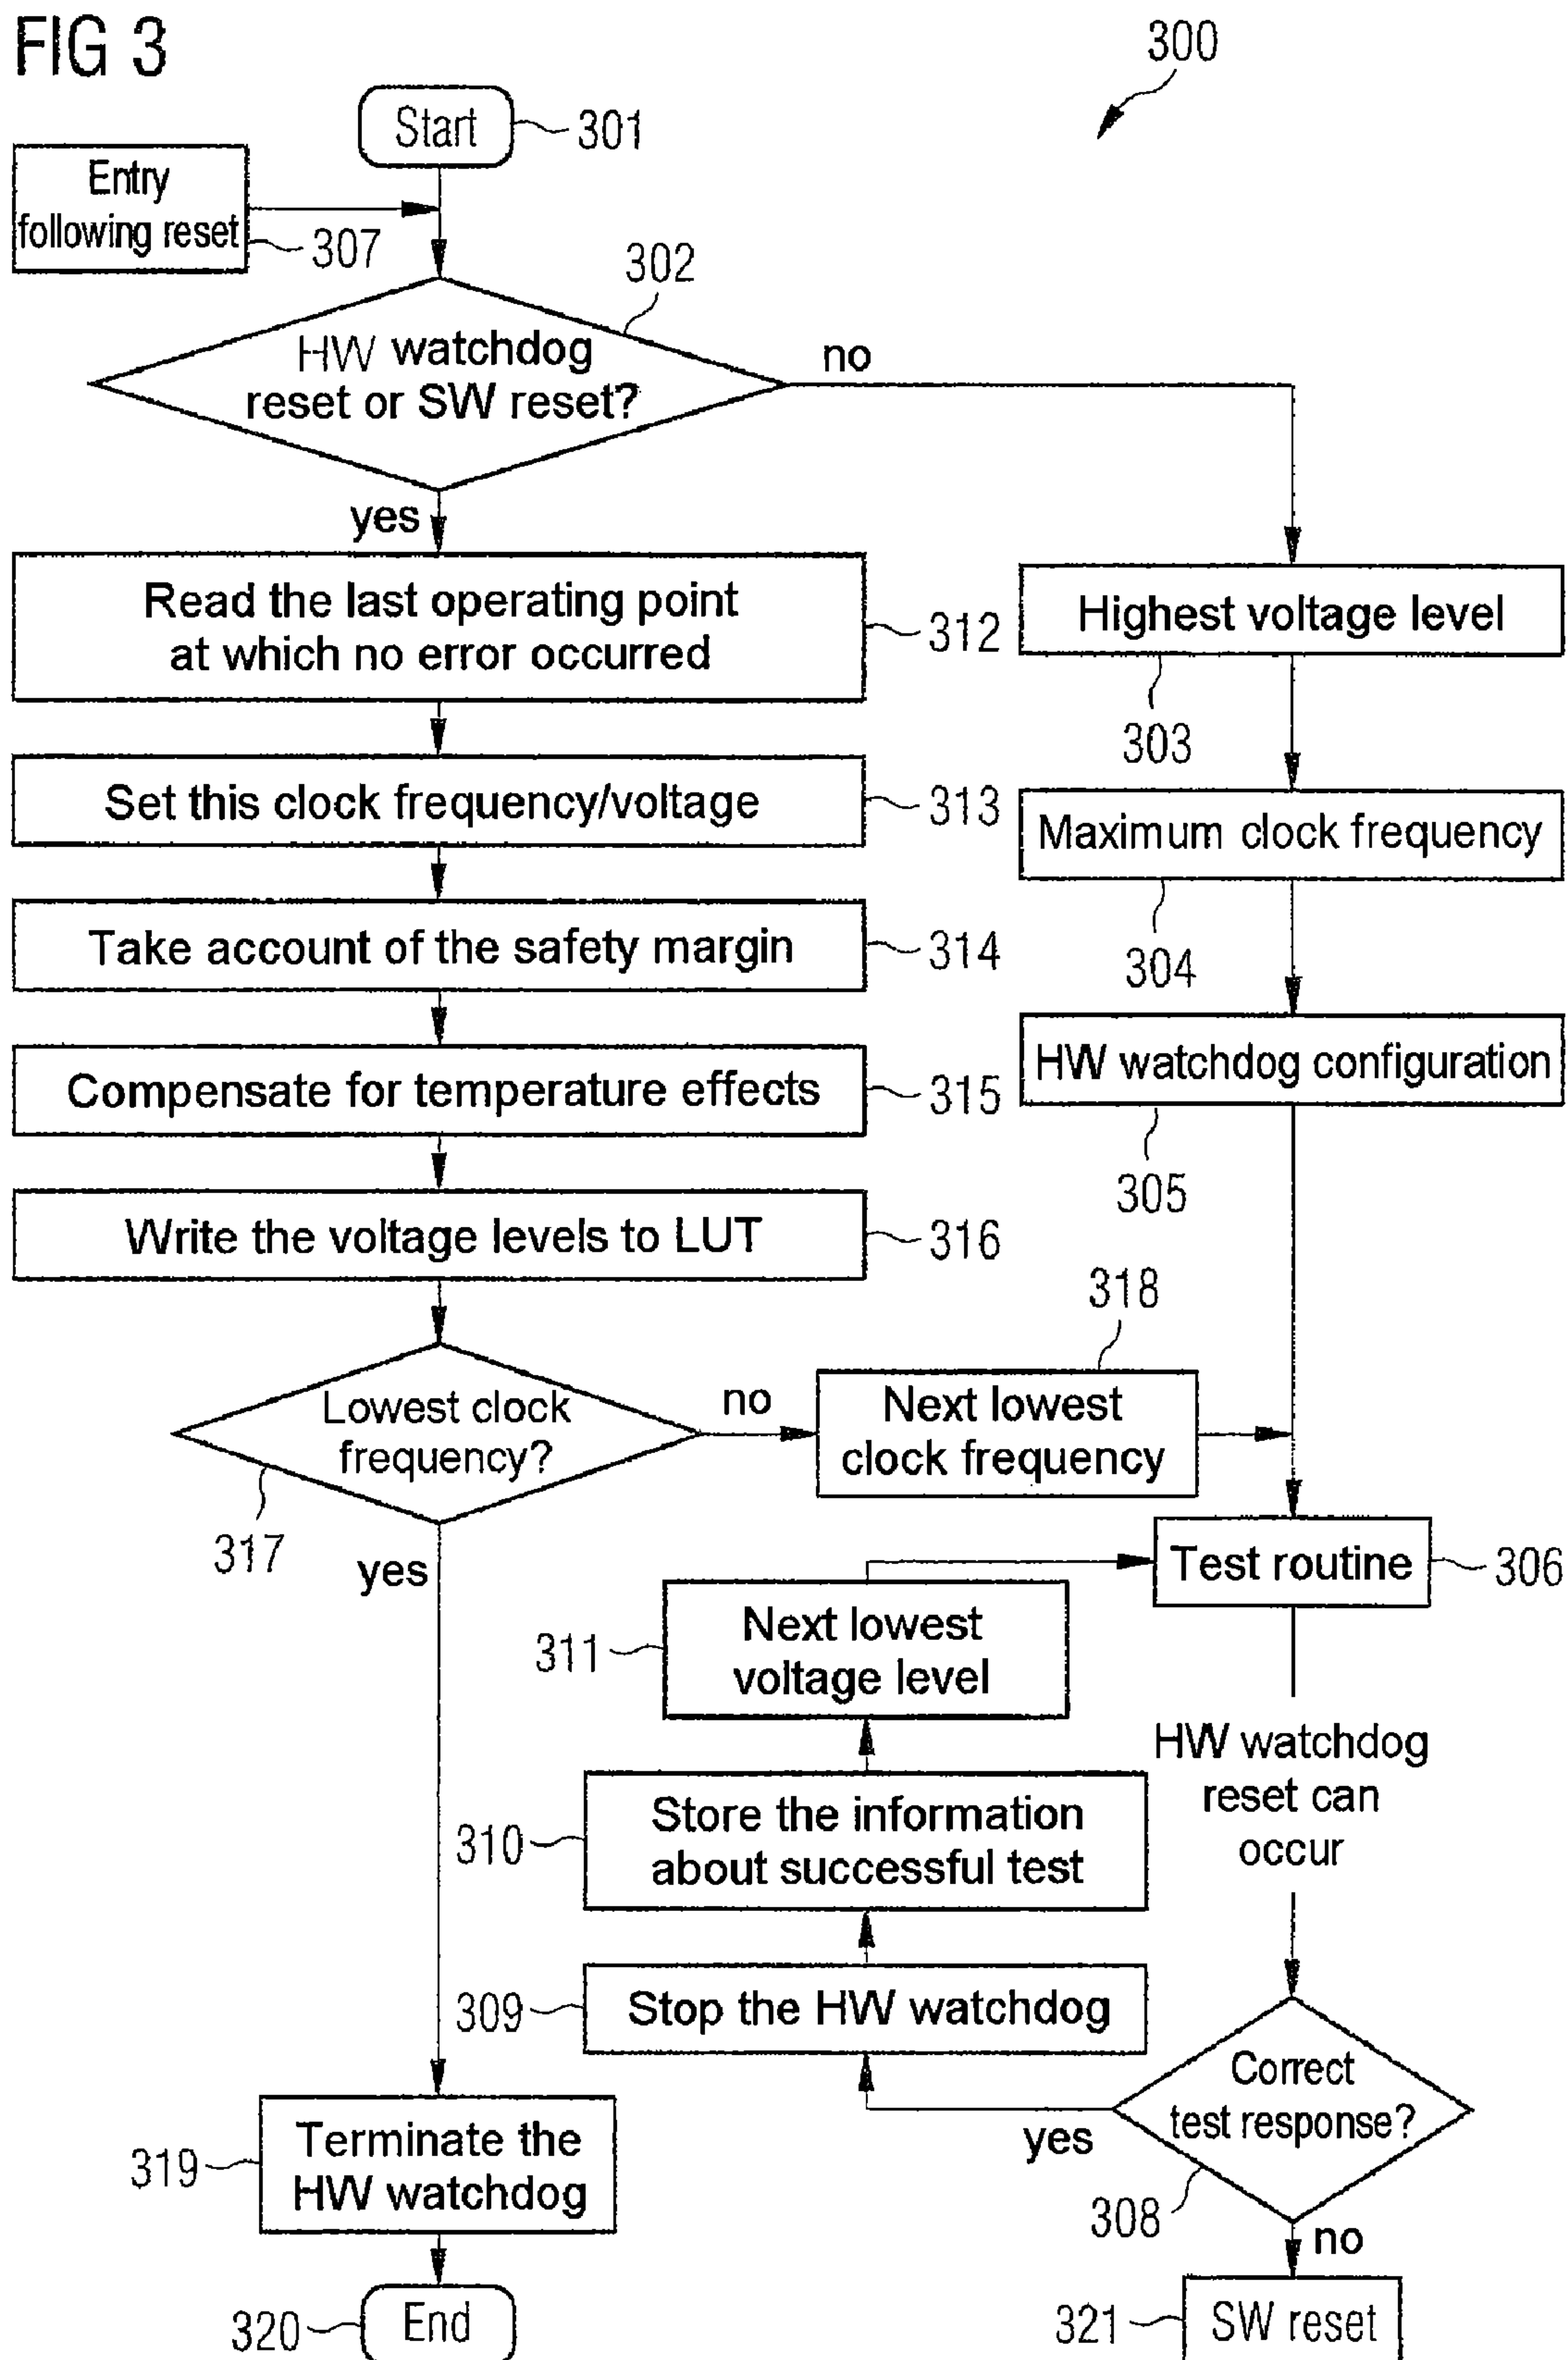 FIG 3
300
Start
301
Entry
following reset
307
302
HW watchdog
reset or SW reset?
no
yes
Read the last operating point
at which no error occurred
312
Highest voltage level
303
Set this clock frequency/voltage
313
Maximum clock frequency
304
Take account of the safety margin
314
HW watchdog configuration
305
Compensate for temperature effects
315
Write the voltage levels to LUT
316
318
Lowest clock
frequency?
317
no
Next lowest
clock frequency
yes
Test routine
306
311
Next lowest
voltage level
HW watchdog
reset can
occur
310
Store the information
about successful test
309
Stop the HW watchdog
Correct
test response?
yes
308
no
319
Terminate the
HW watchdog
320
End
321
SW reset